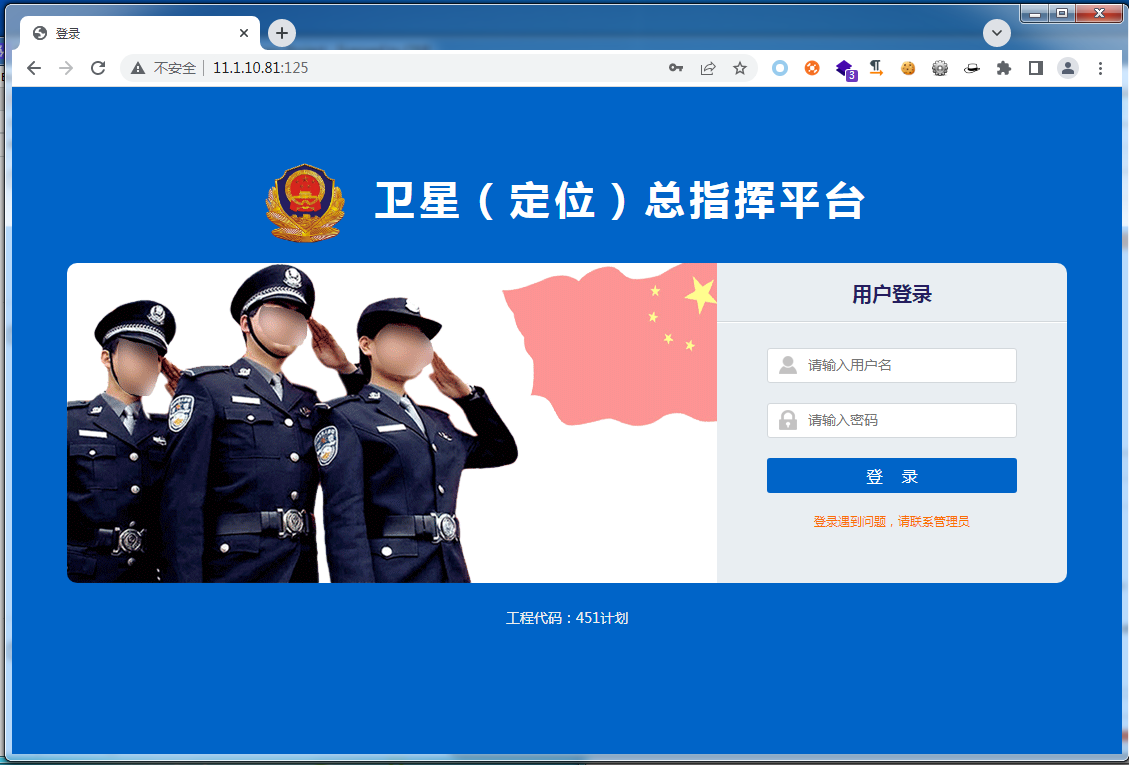 登录
不安全 11.1.10.81:125
3
卫星（定位）总指挥平台
用户登录
请输入用户名
请输入密码
登 录
登录遇到问题，请联系管理员
工程代码：451计划